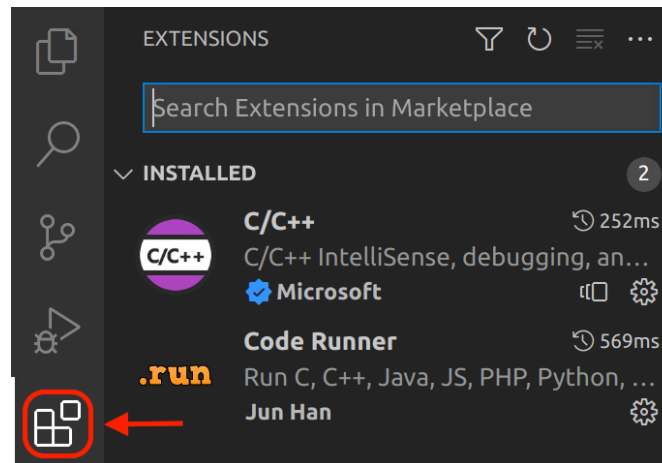 EXTENSIONS
Search Extensions in Marketplace
INSTALLED 2
C/C++ 252ms
C/C++
C/C++ IntelliSense, debugging, an...
Microsoft
Code Runner 569ms
.run
Run C, C++, Java, JS, PHP, Python, ...
Jun Han